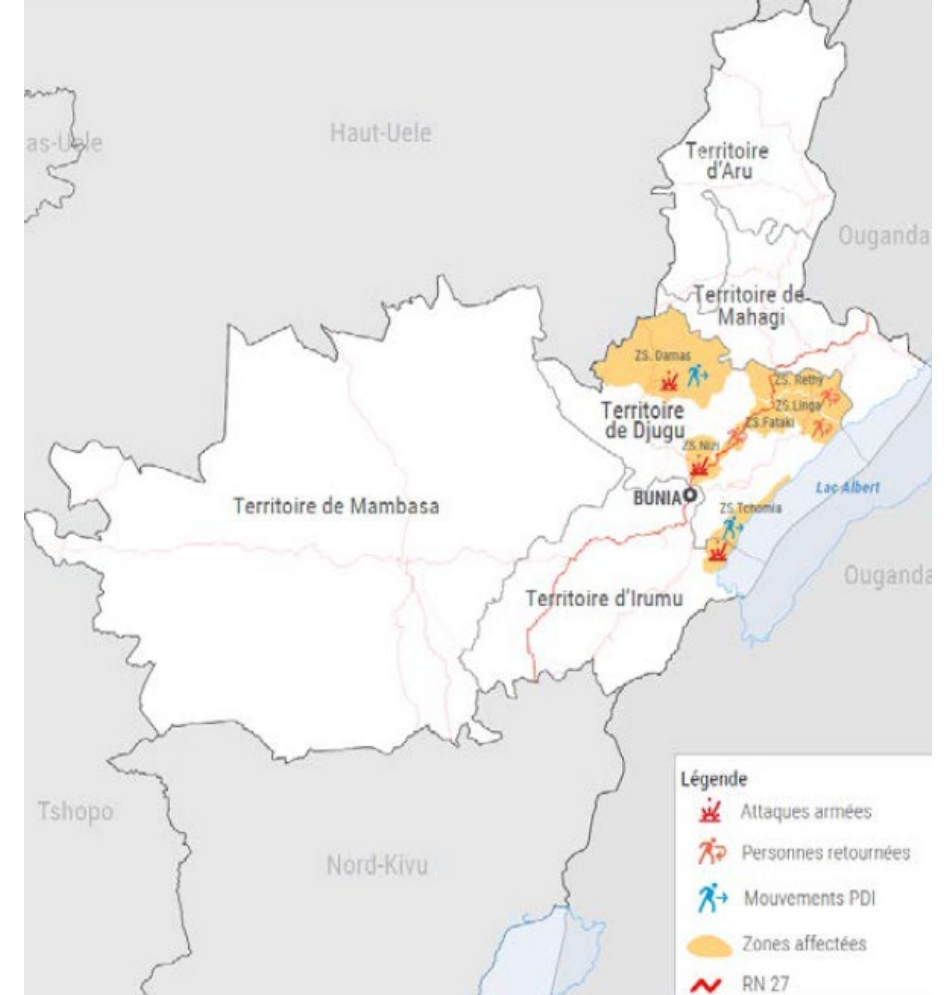 as-Uele
Haut-Uele
Territoire
d'Aru
Ouganda
Territoire de
Mahagi
ZS. Damas
ZS. Rethy
ZS.Linga
Territoire
de Djugu
ZS.Fataki
ZS.Nizi
Lac Albert
BUNIA
ZS.Tchomia
Territoire de Mambasa
Ouganda
Territoire d'Irumu
Légende
Attaques armées
Tshopo
Personnes retournées
Nord-Kivu
Mouvements PDI
Zones affectées
RN 27